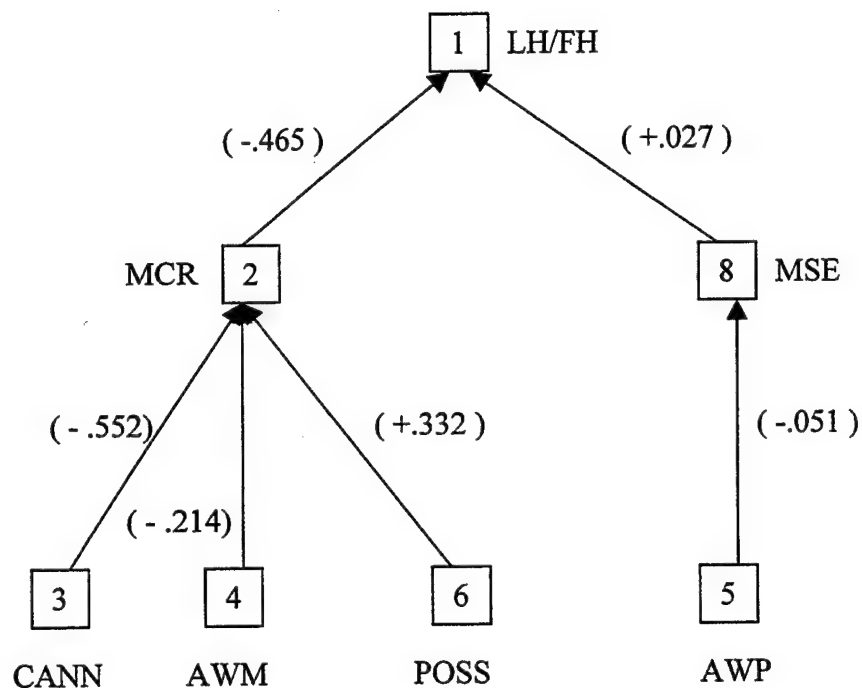 1 LH/FH
( -.465 ) ( +.027 )
MCR 2 8 MSE
( - .552) ( +.332 ) ( -.051 )
( - .214)
3 4 6 5
CANN AWM POSS AWP